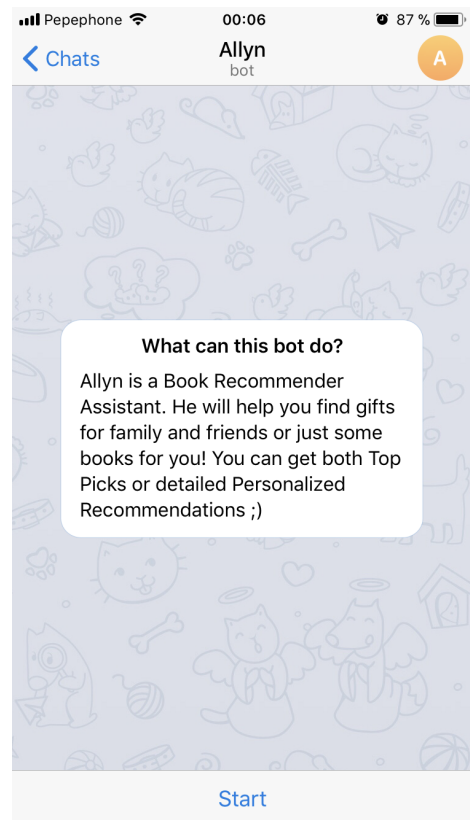 Pepephone 00:06 87 %
Chats Allyn A
bot
What can this bot do?
Allyn is a Book Recommender
Assistant. He will help you find gifts
for family and friends or just some
books for you! You can get both Top
Picks or detailed Personalized
Recommendations ;)
Start